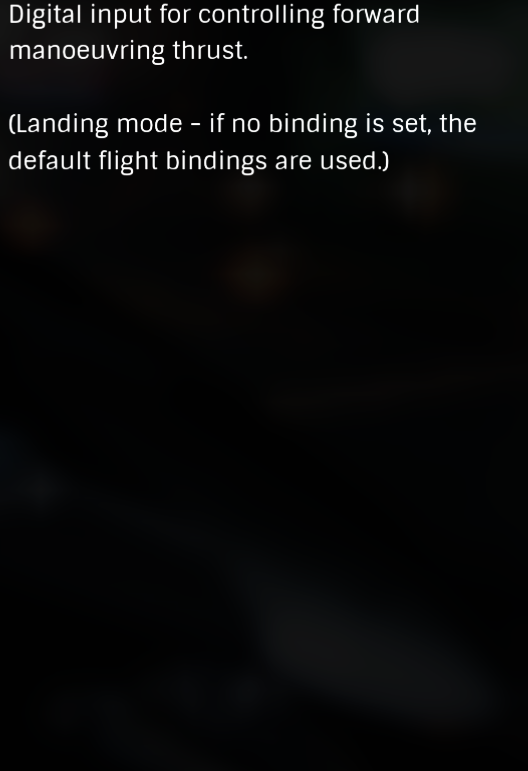 Digital input for controlling forward
manoeuvring thrust.
(Landing mode – if no binding is set, the
default flight bindings are used.)